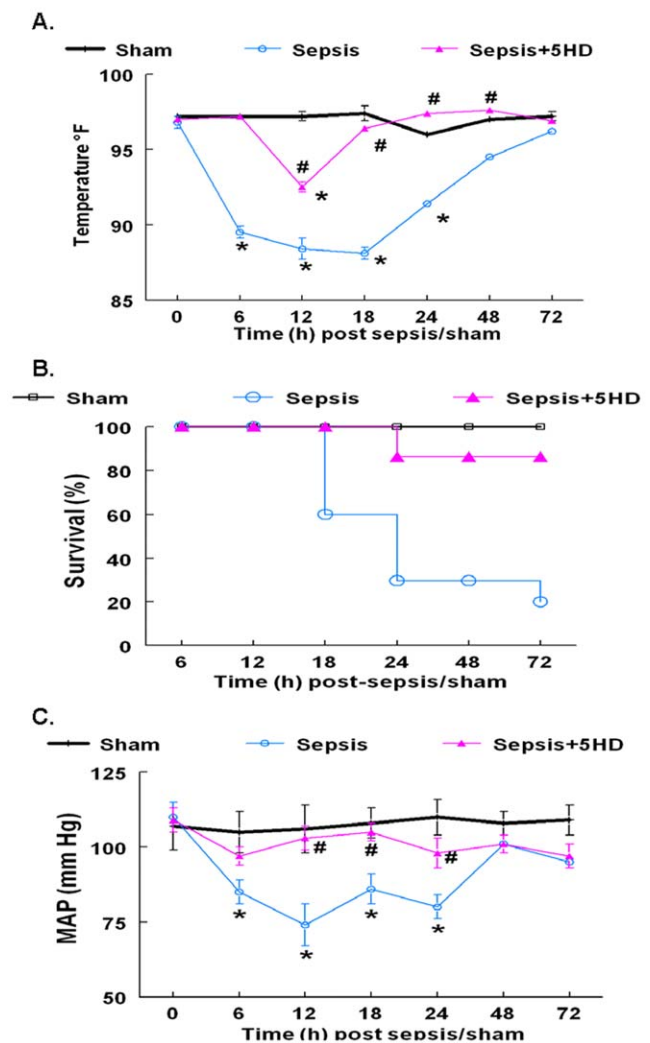 A.
Sham Sepsis Sepsis+5HD
100
95
90
85
Temperature °F
# # # #
* * * * *
0 6 12 18 24 48 72
Time (h) post sepsis/sham
B.
Sham Sepsis Sepsis+5HD
100
80
60
40
20
0
Survival (%)
6 12 18 24 48 72
Time (h) post-sepsis/sham
C.
Sham Sepsis Sepsis+5HD
125
100
75
50
MAP (mm Hg)
# # #
* * * *
0 6 12 18 24 48 72
Time (h) post sepsis/sham